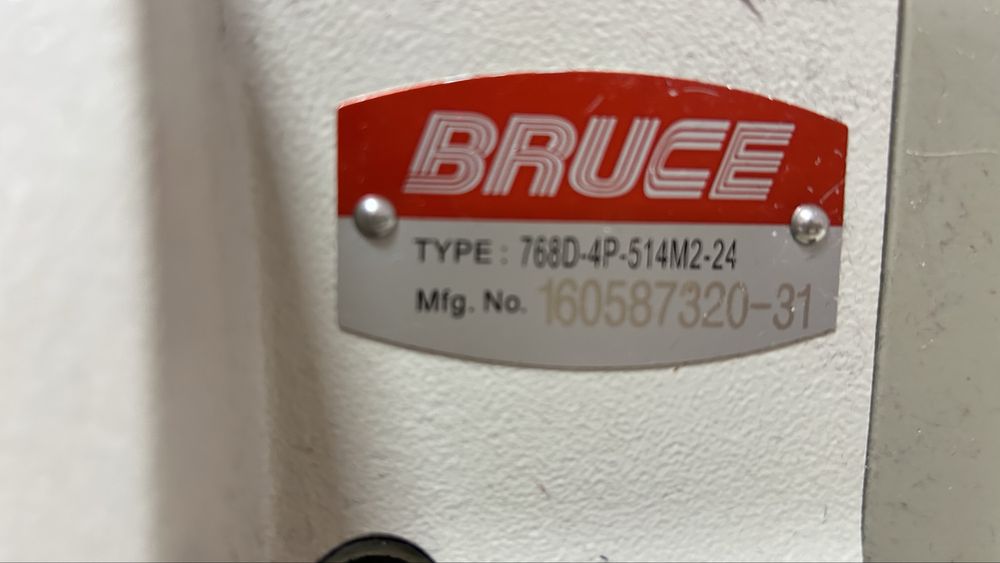 BRUCE
TYPE : 768D-4P-514M2-24
Mfg. No. 160587320-31